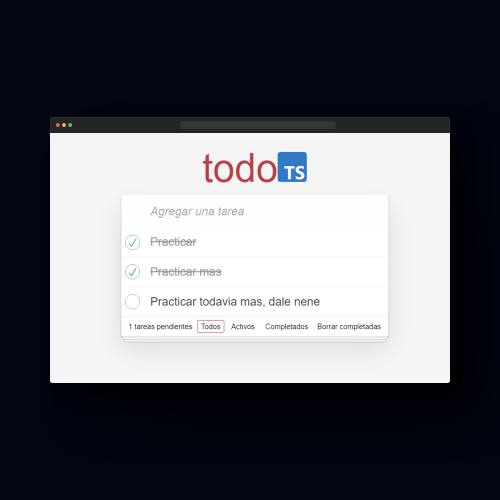 todo TS
Agregar una tarea
Practicar
Practicar mas
Practicar todavia mas, dale nene
1 tareas pendientes Todos Activos Completados Borrar completadas